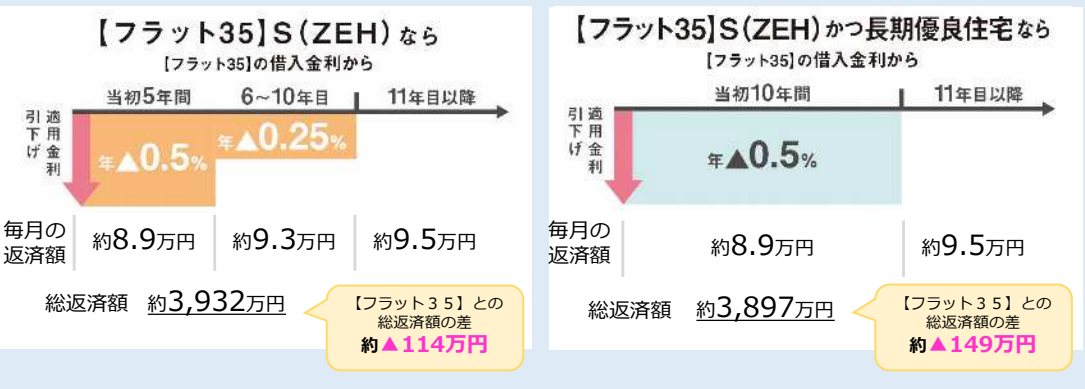 【フラット35】S(ZEH)なら
【フラット35】の借入金利から
当初5年間 6～10年目 11年目以降
適用金利
引下げ
年▲0.5%
年▲0.25%
毎月の
返済額
約8.9万円 約9.3万円 約9.5万円
総返済額 約3,932万円
【フラット３５】との
総返済額の差
約▲114万円
【フラット35】S(ZEH)かつ長期優良住宅なら
【フラット35】の借入金利から
当初10年間 11年目以降
適用金利
引下げ
年▲0.5%
毎月の
返済額
約8.9万円 約9.5万円
総返済額 約3,897万円
【フラット３５】との
総返済額の差
約▲149万円